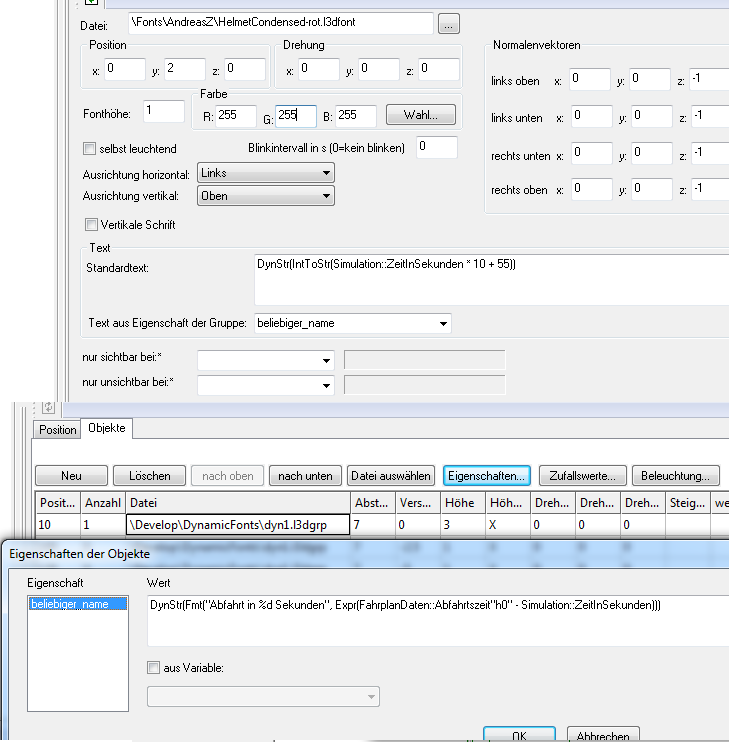 Datei: \Fonts\AndreasZ\HelmetCondensed-rot.l3dfont ...
Position Drehung Normalenvektoren
x: 0 y: 2 z: 0 x: 0 y: 0 z: 0
links oben x: 0 y: 0 z: -1
Fonthöhe: 1 Farbe
R: 255 G: 255 B: 255 Wahl...
links unten x: 0 y: 0 z: -1
selbst leuchtend Blinkintervall in s (0=kein blinken) 0
rechts unten x: 0 y: 0 z: -1
Ausrichtung horizontal: Links
rechts oben x: 0 y: 0 z: -1
Ausrichtung vertikal: Oben
Vertikale Schrift
Text
Standardtext: DynStr(IntToStr(Simulation::ZeitInSekunden * 10 + 55))
Text aus Eigenschaft der Gruppe: beliebiger_name
nur sichtbar bei:*
nur unsichtbar bei:*
Position Objekte
Neu Löschen nach oben nach unten Datei auswählen Eigenschaften... Zufallswerte... Beleuchtung...
Posit... Anzahl Datei Abst... Vers... Höhe Höh... Dreh... Dreh... Dreh... Steig... we
10 1 \Develop\DynamicFonts\dyn1.l3dgrp 7 0 3 X 0 0 0
Eigenschaften der Objekte
Eigenschaft Wert
beliebiger_name DynStr(Fmt("Abfahrt in %d Sekunden", Expr(FahrplanDaten::Abfahrtszeit"h0" - Simulation::ZeitInSekunden)))
aus Variable:
OK Abbrechen